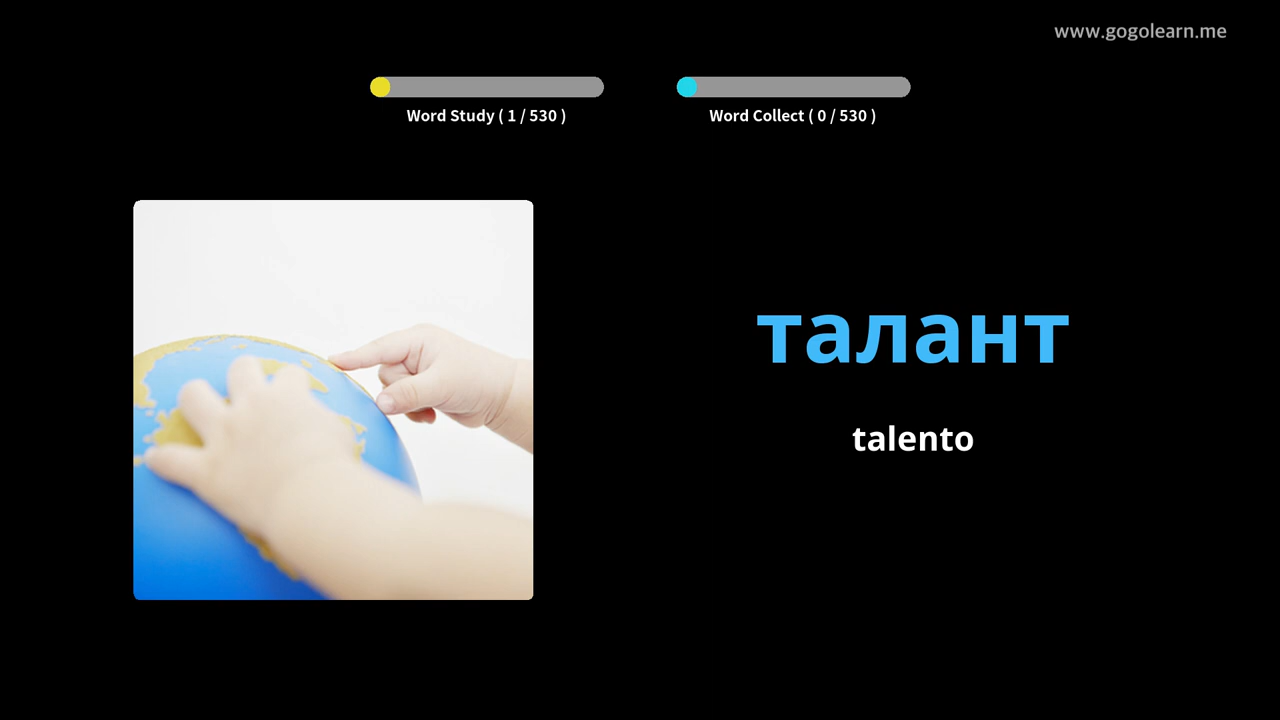 www.gogolearn.me
Word Study ( 1 / 530 )
Word Collect ( 0 / 530 )
талант
talento